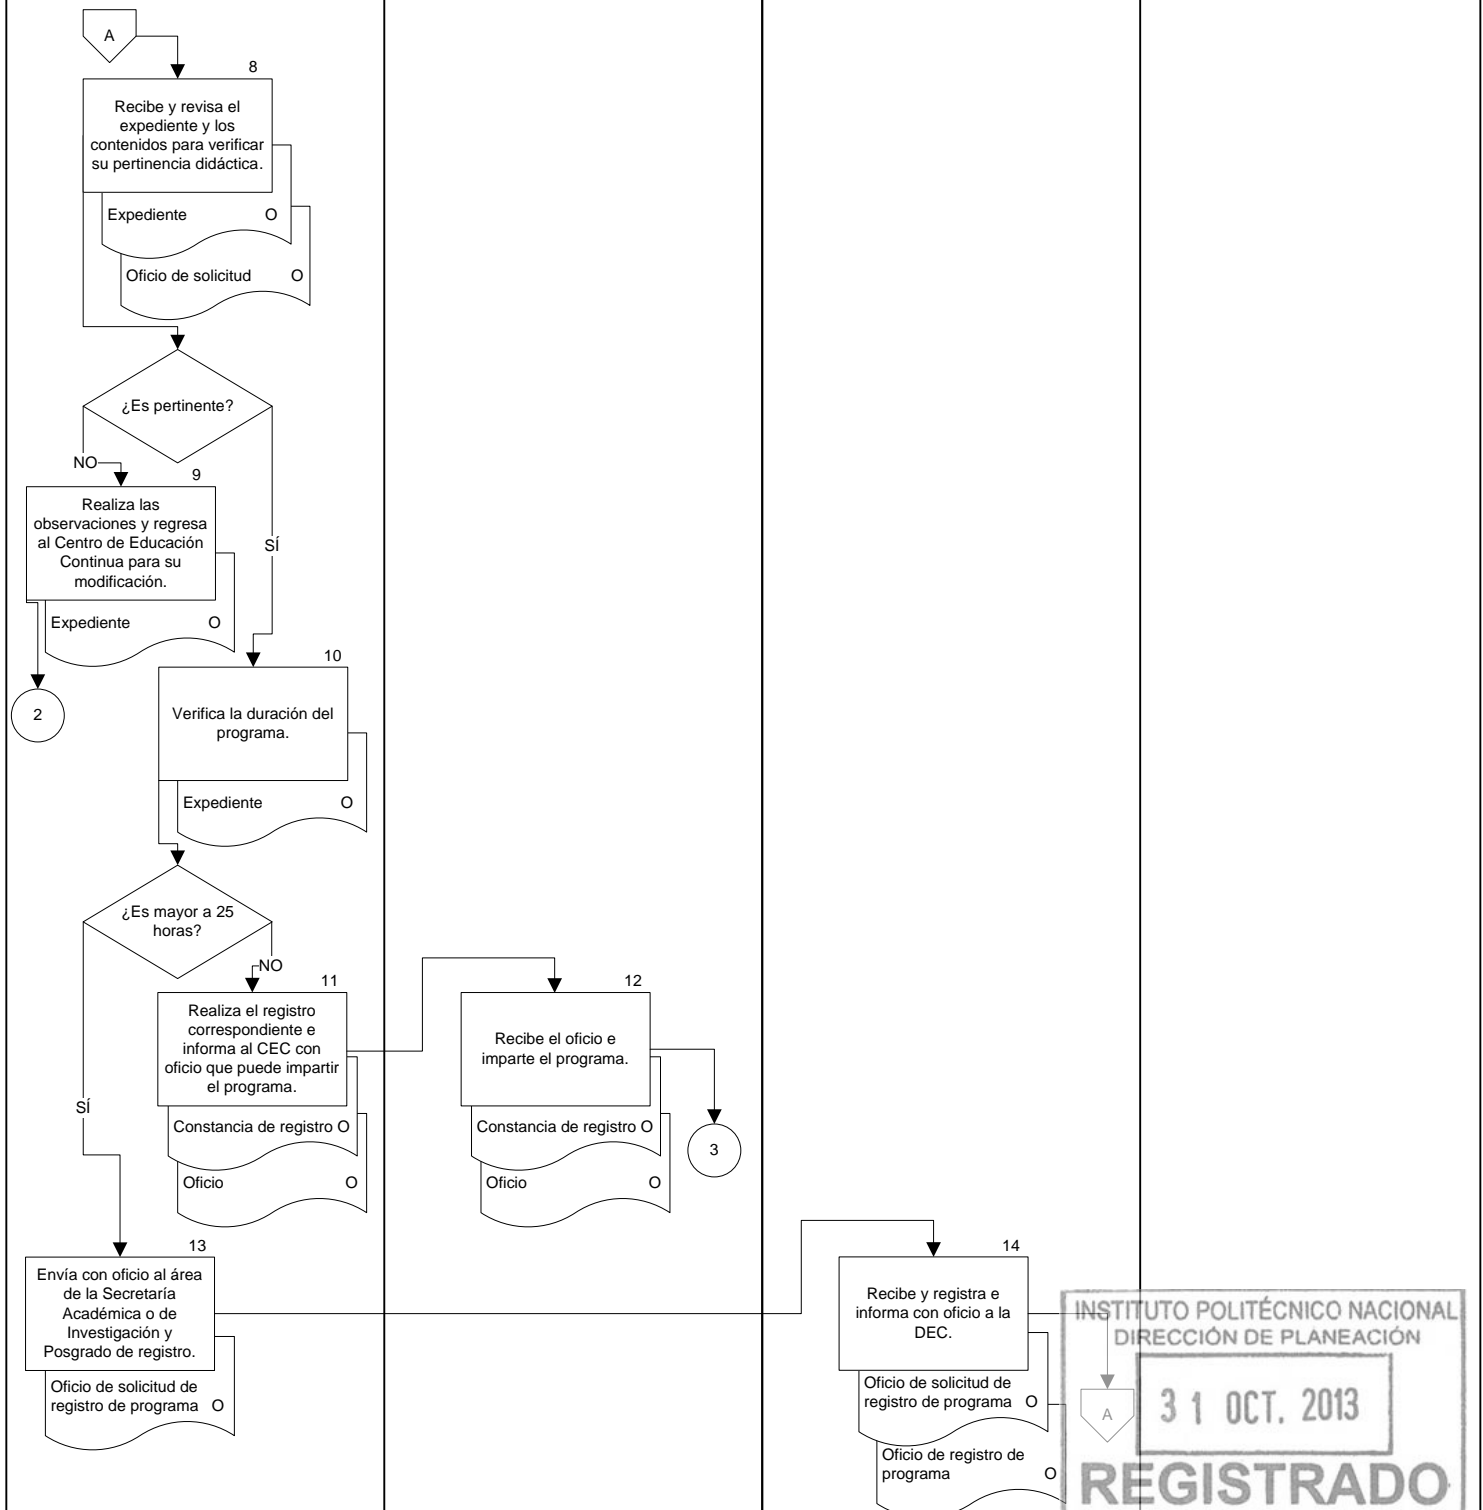 A
8
Recibe y revisa el
expediente y los
contenidos para verificar
su pertinencia didáctica.
Expediente O
Oficio de solicitud O
¿Es pertinente?
NO
SÍ
9
Realiza las
observaciones y regresa
al Centro de Educación
Continua para su
modificación.
Expediente O
2
10
Verifica la duración del
programa.
Expediente O
¿Es mayor a 25
horas?
NO
SÍ
11
Realiza el registro
correspondiente e
informa al CEC con
oficio que puede impartir
el programa.
Constancia de registro O
Oficio O
12
Recibe el oficio e
imparte el programa.
Constancia de registro O
Oficio O
3
13
Envía con oficio al área
de la Secretaría
Académica o de
Investigación y
Posgrado de registro.
Oficio de solicitud de
registro de programa O
14
Recibe y registra e
informa con oficio a la
DEC.
Oficio de solicitud de
registro de programa O
Oficio de registro de
programa O
A
INSTITUTO POLITÉCNICO NACIONAL
DIRECCIÓN DE PLANEACIÓN
31 OCT. 2013
REGISTRADO